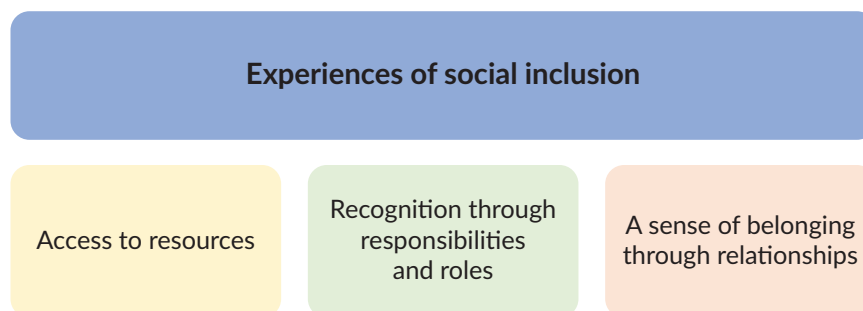 Experiences of social inclusion
Access to resources
Recognition through
responsibilities
and roles
A sense of belonging
through relationships